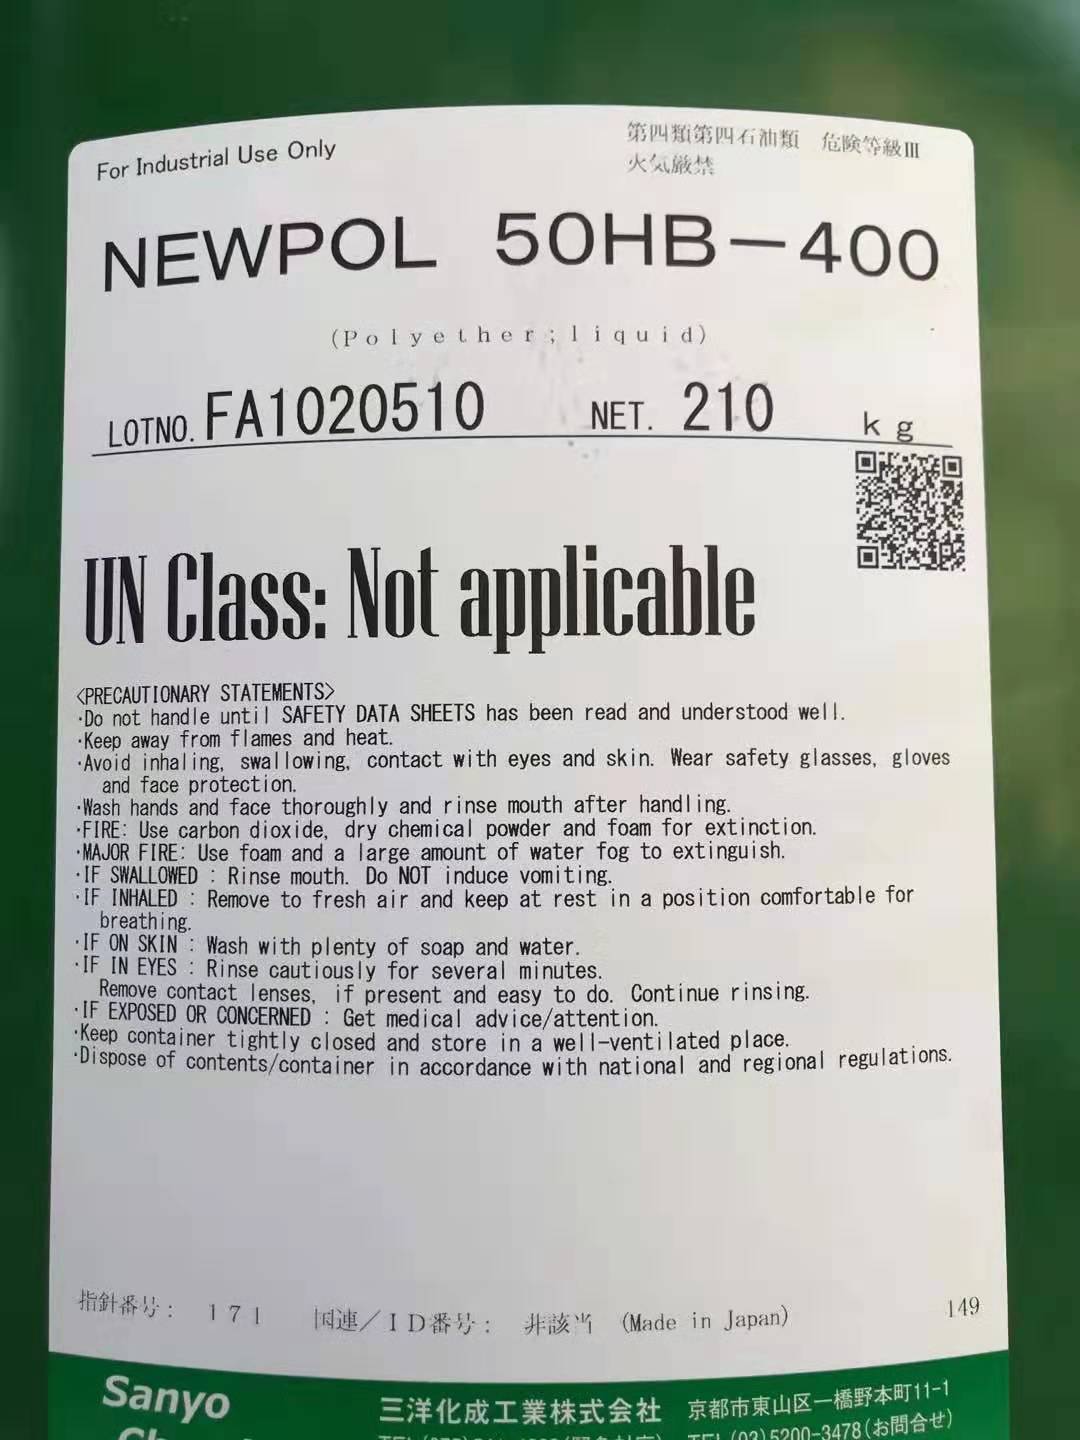 For Industrial Use Only
第四類第四石油類 危険等級Ⅲ
火気厳禁
NEWPOL 50HB-400
(Polyether;liquid)
LOTNO. FA1020510 NET. 210 kg
UN Class: Not applicable
<PRECAUTIONARY STATEMENTS>
·Do not handle until SAFETY DATA SHEETS has been read and understood well.
·Keep away from flames and heat.
·Avoid inhaling, swallowing, contact with eyes and skin. Wear safety glasses, gloves
and face protection.
·Wash hands and face thoroughly and rinse mouth after handling.
·FIRE: Use carbon dioxide, dry chemical powder and foam for extinction.
·MAJOR FIRE: Use foam and a large amount of water fog to extinguish.
·IF SWALLOWED : Rinse mouth. Do NOT induce vomiting.
·IF INHALED : Remove to fresh air and keep at rest in a position comfortable for
breathing.
·IF ON SKIN : Wash with plenty of soap and water.
·IF IN EYES : Rinse cautiously for several minutes.
Remove contact lenses, if present and easy to do. Continue rinsing.
·IF EXPOSED OR CONCERNED : Get medical advice/attention.
·Keep container tightly closed and store in a well-ventilated place.
·Dispose of contents/container in accordance with national and regional regulations.
指針番号: 171 国連/ID番号: 非該当 (Made in Japan) 149
Sanyo
三洋化成工業株式会社 京都市東山区一橋野本町11-1
TEL(03)5200-3478(お問合せ)